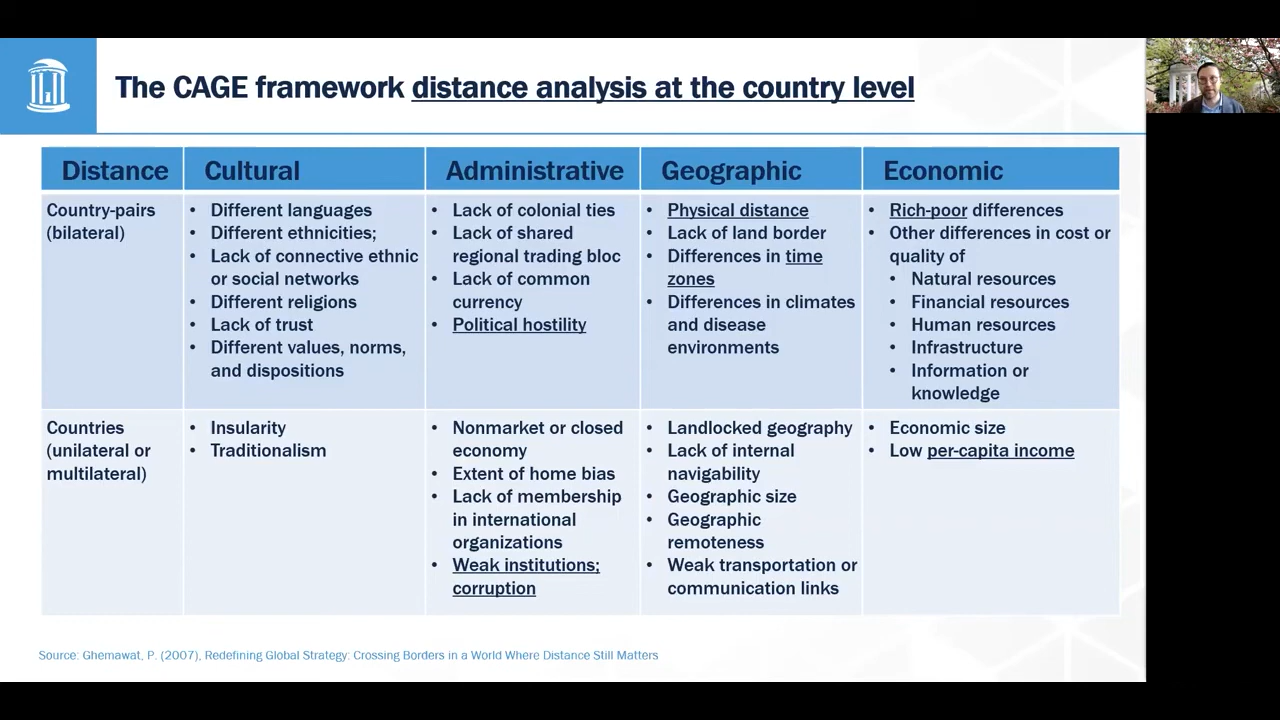 The CAGE framework distance analysis at the country level
Distance
Cultural
Administrative
Geographic
Economic
Country-pairs
(bilateral)
• Different languages
• Different ethnicities;
• Lack of connective ethnic
or social networks
• Different religions
• Lack of trust
• Different values, norms,
and dispositions
• Lack of colonial ties
• Lack of shared
regional trading bloc
• Lack of common
currency
• Political hostility
• Physical distance
• Lack of land border
• Differences in time
zones
• Differences in climates
and disease
environments
• Rich-poor differences
• Other differences in cost or
quality of
• Natural resources
• Financial resources
• Human resources
• Infrastructure
• Information or
knowledge
Countries
(unilateral or
multilateral)
• Insularity
• Traditionalism
• Nonmarket or closed
economy
• Extent of home bias
• Lack of membership
in international
organizations
• Weak institutions;
corruption
• Landlocked geography
• Lack of internal
navigability
• Geographic size
• Geographic
remoteness
• Weak transportation or
communication links
• Economic size
• Low per-capita income
Source: Ghemawat, P. (2007), Redefining Global Strategy: Crossing Borders in a World Where Distance Still Matters